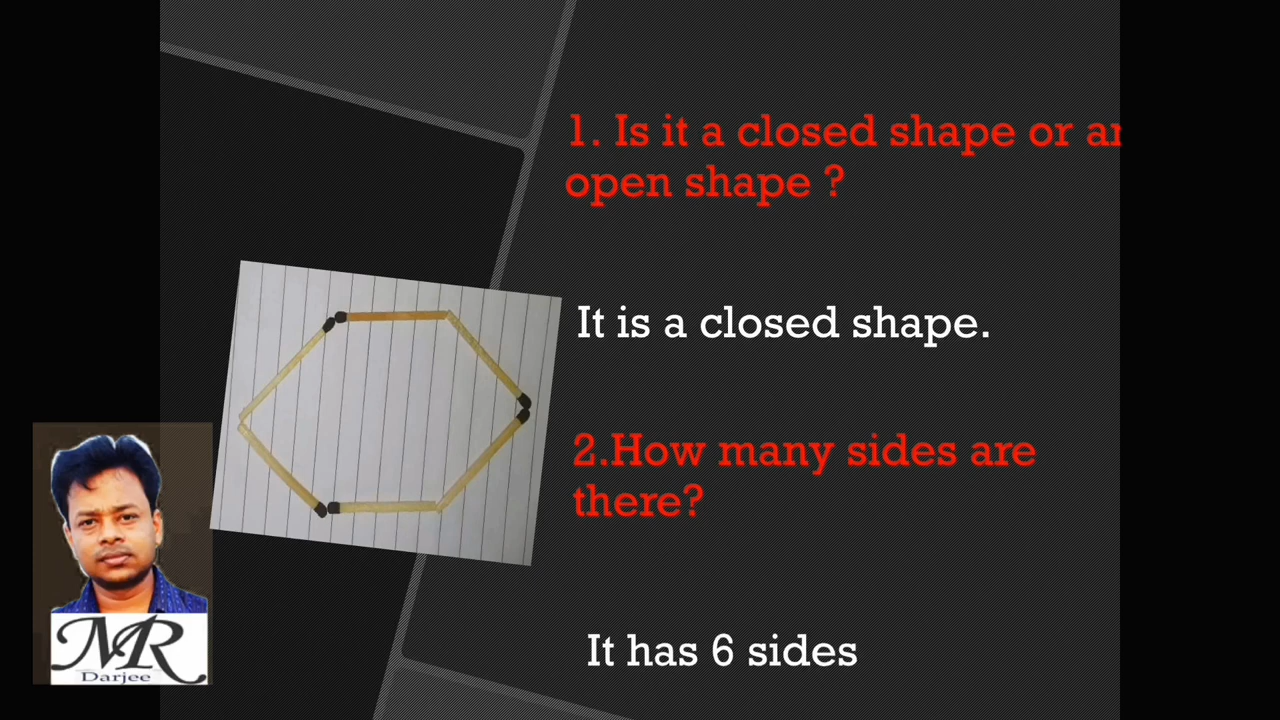 1. Is it a closed shape or an
open shape ?
It is a closed shape.
2.How many sides are
there?
It has 6 sides
MR
Darjee